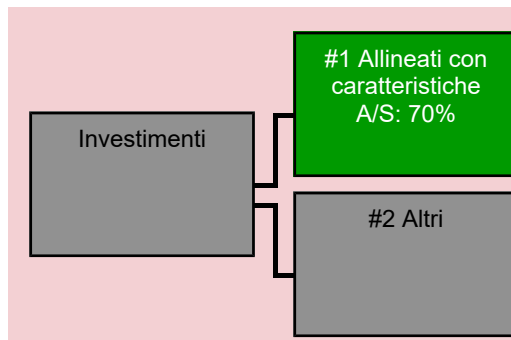 #1 Allineati con
caratteristiche
A/S: 70%
Investimenti
#2 Altri